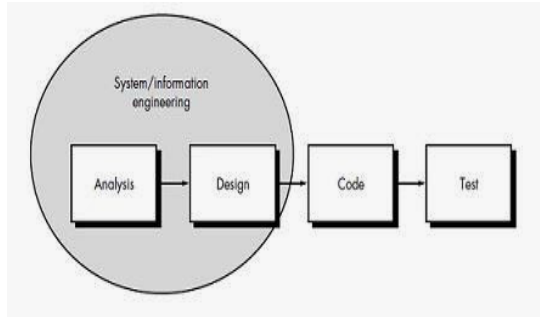 System/information
engineering
Analysis
Design
Code
Test